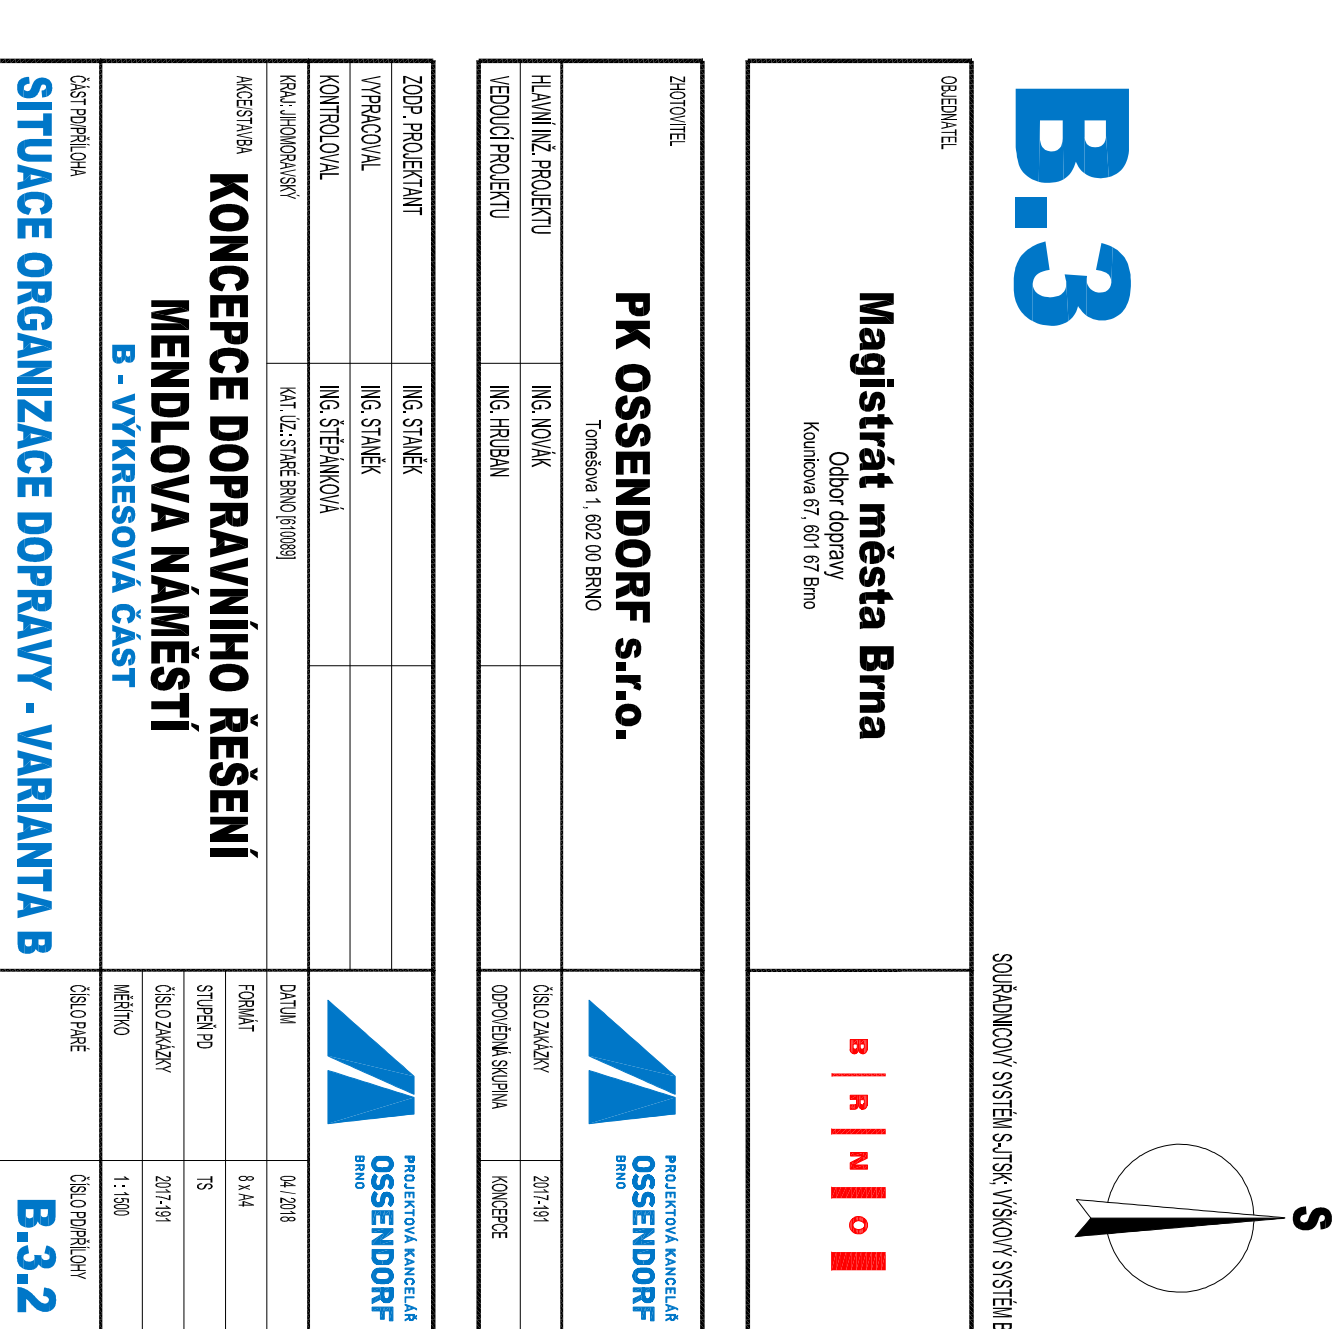 B.3
S
SOUŘADNICOVÝ SYSTÉM S-JTSK, VÝŠKOVÝ SYSTÉM
OBJEDNATEL
Magistrát města Brna
Odbor dopravy
Kounicova 67, 601 67 Brno
B R N O
ZHOTOVITEL
PK OSSENDORF s.r.o.
Tomešova 1, 602 00 BRNO
PROJEKTOVÁ KANCELÁŘ
OSSENDORF
BRNO
HLAVNÍ INŽ. PROJEKTU ING. NOVÁK ČÍSLO ZAKÁZKY 2017-191
VEDOUCÍ PROJEKTU ING. HRUBAN ODPOVĚDNÁ SKUPINA KONCEPCE
ZODP. PROJEKTANT ING. STANĚK
VYPRACOVAL ING. STANĚK
KONTROLOVAL ING. ŠTĚPÁNKOVÁ
PROJEKTOVÁ KANCELÁŘ
OSSENDORF
BRNO
KRAJ: JIHOMORAVSKÝ KAT. ÚZ.: STARÉ BRNO [610089] DATUM 04 / 2018
AKCE/STAVBA
KONCEPCE DOPRAVNÍHO ŘEŠENÍ
MENDLOVA NÁMĚSTÍ
B - VÝKRESOVÁ ČÁST
FORMÁT 8 x A4
STUPEŇ PD TS
ČÍSLO ZAKÁZKY 2017-191
MĚŘÍTKO 1 : 1500
ČÁST PD/PŘÍLOHA
SITUACE ORGANIZACE DOPRAVY - VARIANTA B
ČÍSLO PARÉ
ČÍSLO PD/PŘÍLOHY
B.3.2